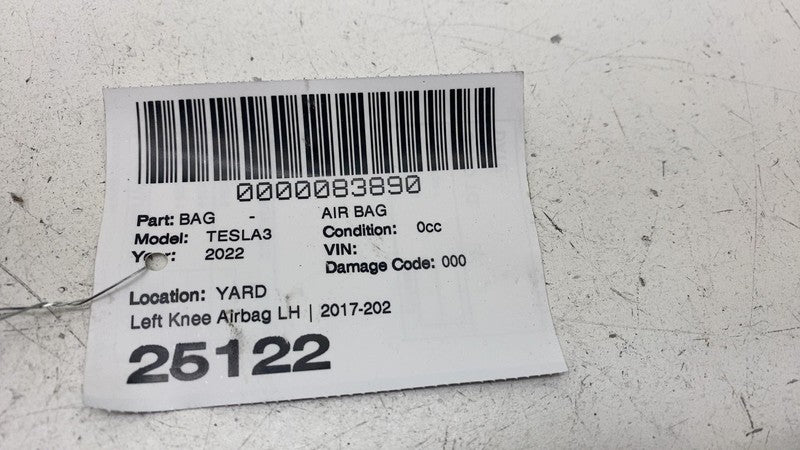 0000083890
Part: BAG - AIR BAG
Model: TESLA3 Condition: 0cc
Year: 2022 VIN:
Damage Code: 000
Location: YARD
Left Knee Airbag LH | 2017-202
25122